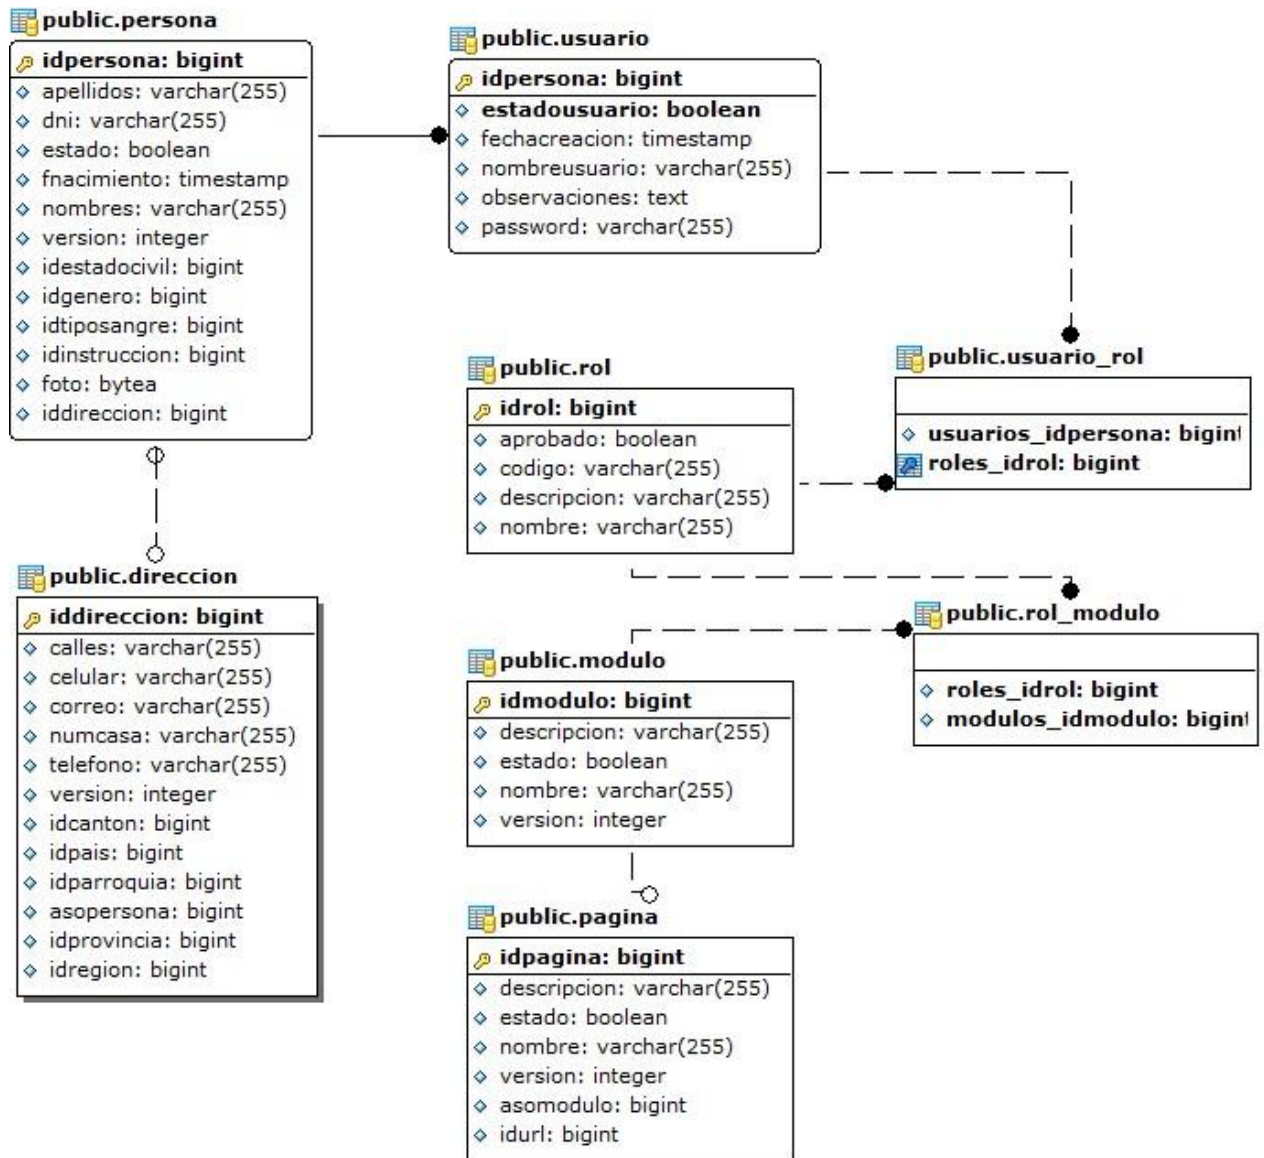 public.persona
idpersona: bigint
apellidos: varchar(255)
dni: varchar(255)
estado: boolean
fnacimiento: timestamp
nombres: varchar(255)
version: integer
idestadocivil: bigint
idgenero: bigint
idtiposangre: bigint
idinstruccion: bigint
foto: bytea
iddireccion: bigint
public.usuario
idpersona: bigint
estadousuario: boolean
fechacreacion: timestamp
nombreusuario: varchar(255)
observaciones: text
password: varchar(255)
public.usuario_rol
usuarios_idpersona: bigint
roles_idrol: bigint
public.rol
idrol: bigint
aprobado: boolean
codigo: varchar(255)
descripcion: varchar(255)
nombre: varchar(255)
public.direccion
iddireccion: bigint
calles: varchar(255)
celular: varchar(255)
correo: varchar(255)
numcasa: varchar(255)
telefono: varchar(255)
version: integer
idcanton: bigint
idpais: bigint
idparroquia: bigint
asopersona: bigint
idprovincia: bigint
idregion: bigint
public.rol_modulo
roles_idrol: bigint
modulos_idmodulo: bigint
public.modulo
idmodulo: bigint
descripcion: varchar(255)
estado: boolean
nombre: varchar(255)
version: integer
public.pagina
idpagina: bigint
descripcion: varchar(255)
estado: boolean
nombre: varchar(255)
version: integer
asomodulo: bigint
idurl: bigint